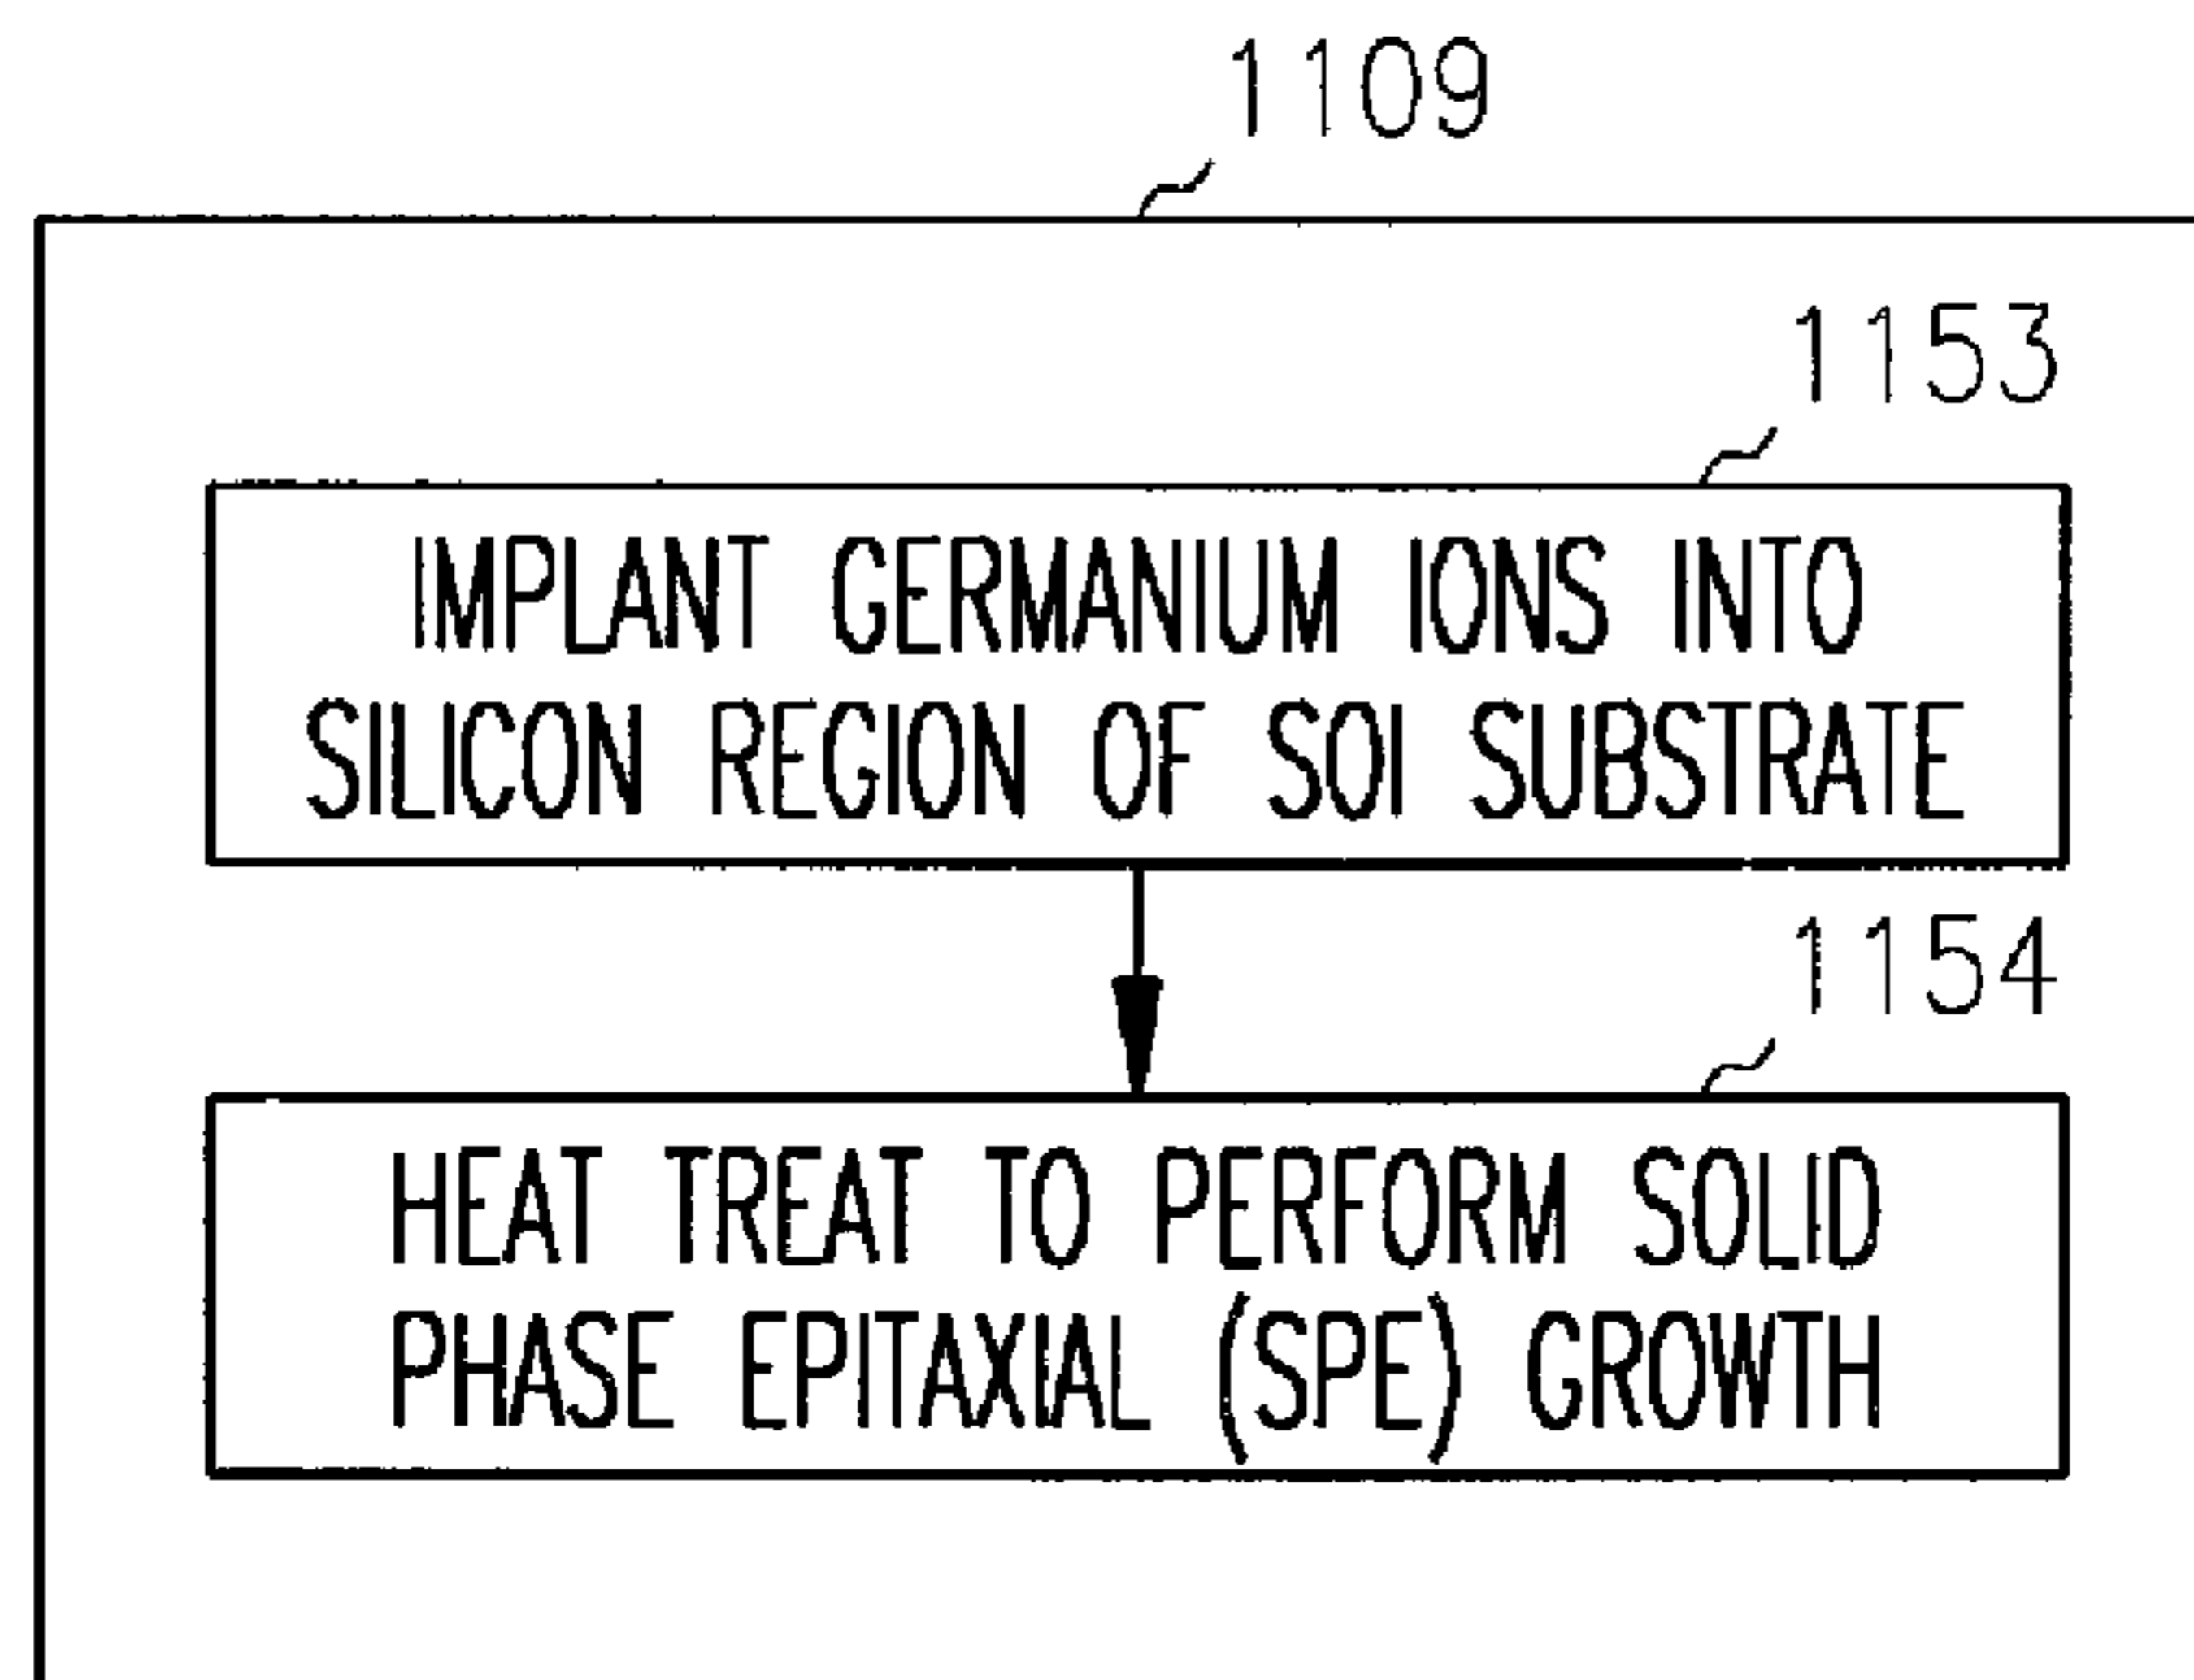 1109
1153
IMPLANT GERMANIUM IONS INTO
SILICON REGION OF SOI SUBSTRATE
1154
HEAT TREAT TO PERFORM SOLID
PHASE EPITAXIAL (SPE) GROWTH